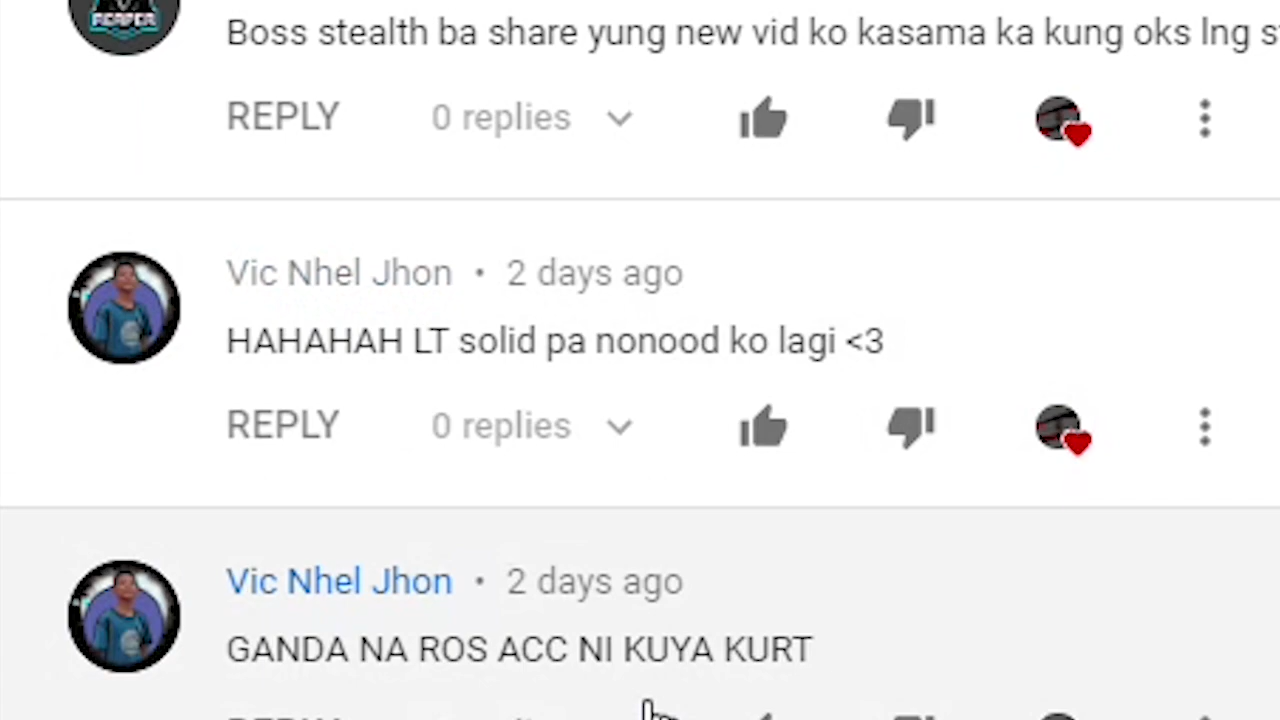 REAPER
Boss stealth ba share yung new vid ko kasama ka kung oks lng
REPLY 0 replies
Vic Nhel Jhon • 2 days ago
HAHAHAH LT solid pa nonood ko lagi <3
REPLY 0 replies
Vic Nhel Jhon • 2 days ago
GANDA NA ROS ACC NI KUYA KURT